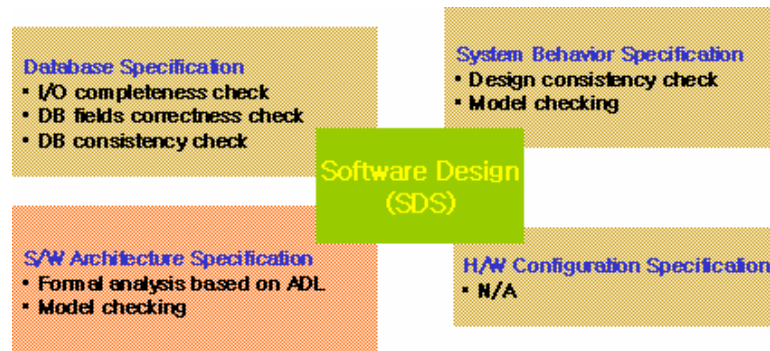 Database Specification
• I/O completeness check
• DB fields correctness check
• DB consistency check
System Behavior Specification
• Design consistency check
• Model checking
Software Design
(SDS)
S/W Architecture Specification
• Formal analysis based on ADL
• Model checking
H/W Configuration Specification
• N/A